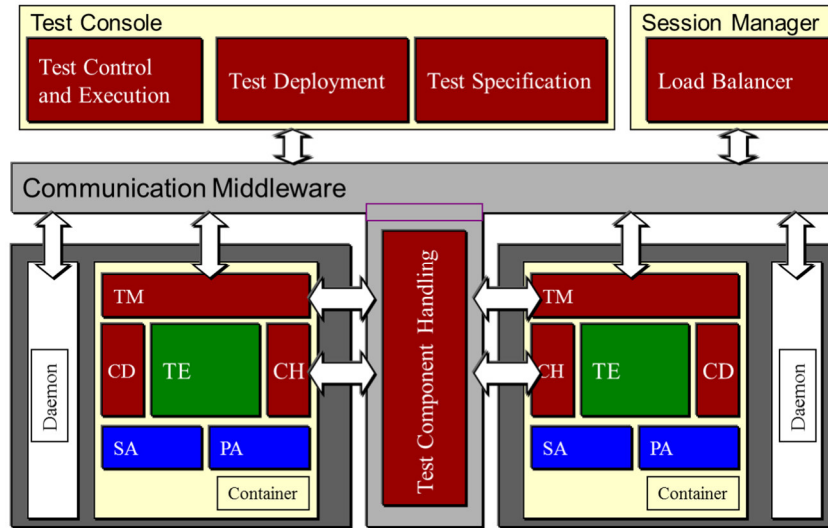 Test Console
Session Manager
Test Control
and Execution
Test Deployment
Test Specification
Load Balancer
Communication Middleware
Daemon
TM
CD
TE
CH
SA
PA
Container
Test Component Handling
TM
CH
TE
CD
SA
PA
Container
Daemon